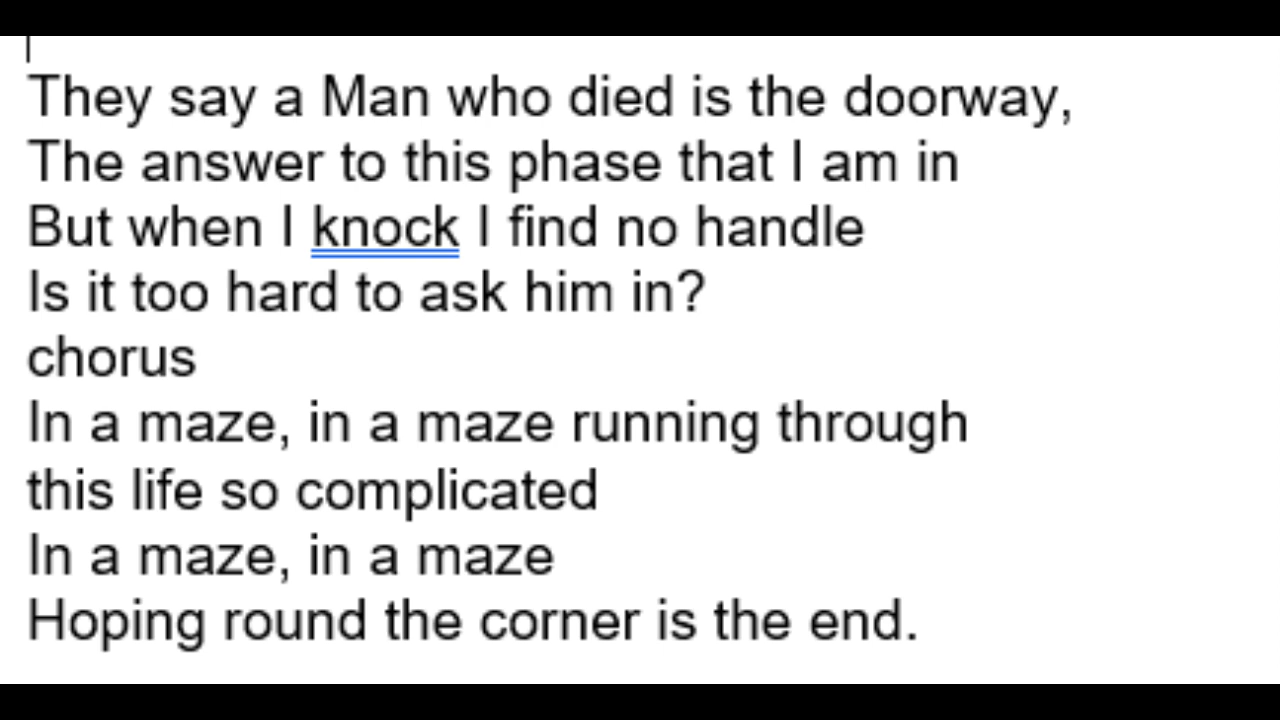 They say a Man who died is the doorway,
The answer to this phase that I am in
But when I knock I find no handle
Is it too hard to ask him in?
chorus
In a maze, in a maze running through
this life so complicated
In a maze, in a maze
Hoping round the corner is the end.